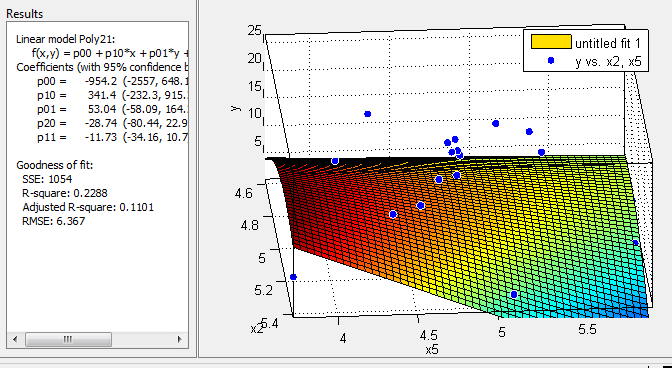 Results
Linear model Poly21:
f(x,y) = p00 + p10*x + p01*y +
Coefficients (with 95% confidence b
p00 = -954.2 (-2557, 648.1
p10 = 341.4 (-232.3, 915.
p01 = 53.04 (-58.09, 164.
p20 = -28.74 (-80.44, 22.9
p11 = -11.73 (-34.16, 10.7
Goodness of fit:
SSE: 1054
R-square: 0.2288
Adjusted R-square: 0.1101
RMSE: 6.367
untitled fit 1
y vs. x2, x5
25
20
15
10
5
y
4.6
4.8
5
5.2
5.4
x2
4
4.5
5
5.5
x5